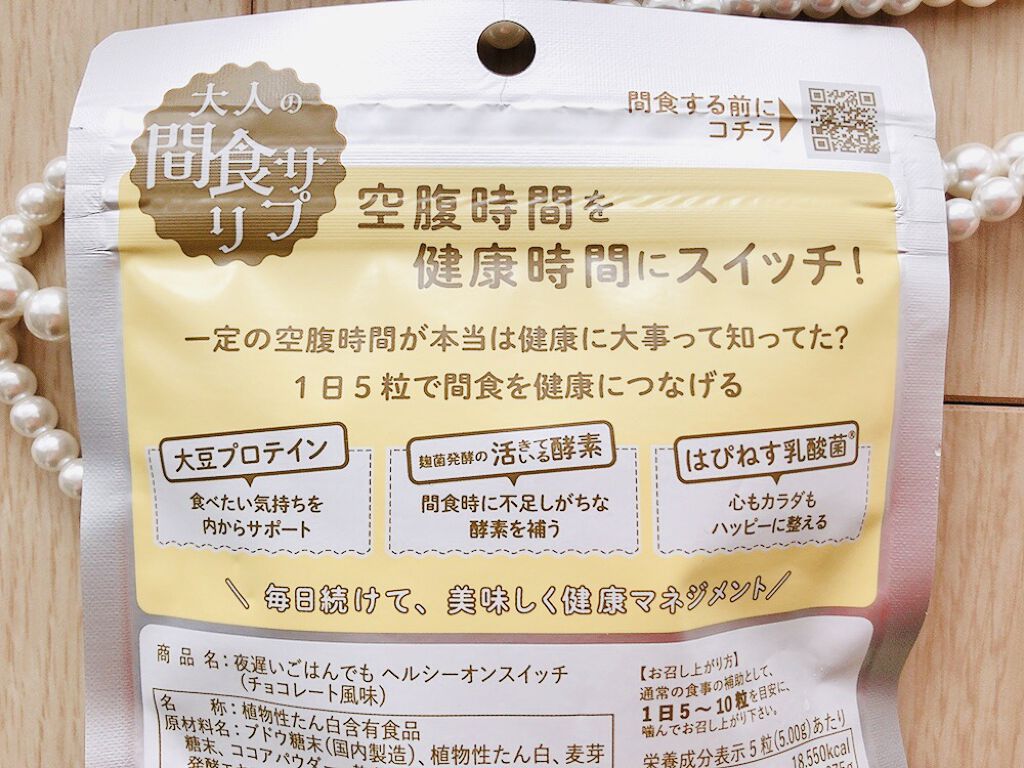 大人の
間食サプリ
間食する前に
コチラ
空腹時間を
健康時間にスイッチ!
一定の空腹時間が本当は健康に大事って知ってた?
1日5粒で間食を健康につなげる
大豆プロテイン
食べたい気持ちを
内からサポート
麹菌発酵の活きている酵素
間食時に不足しがちな
酵素を補う
はぴねす乳酸菌®
心もカラダも
ハッピーに整える
毎日続けて、美味しく健康マネジメント
商品名:夜遅いごはんでも ヘルシーオンスイッチ
(チョコレート風味)
名 称:植物性たん白含有食品
原材料名:ブドウ糖末(国内製造)、植物性たん白、麦芽
糖末、ココアパウダー
【お召し上がり方】
通常の食事の補助として、
1日5〜10粒を目安に、
噛んでお召し上がり下さい。
栄養成分表示 5粒(5.00g)あたり
18.550kcal